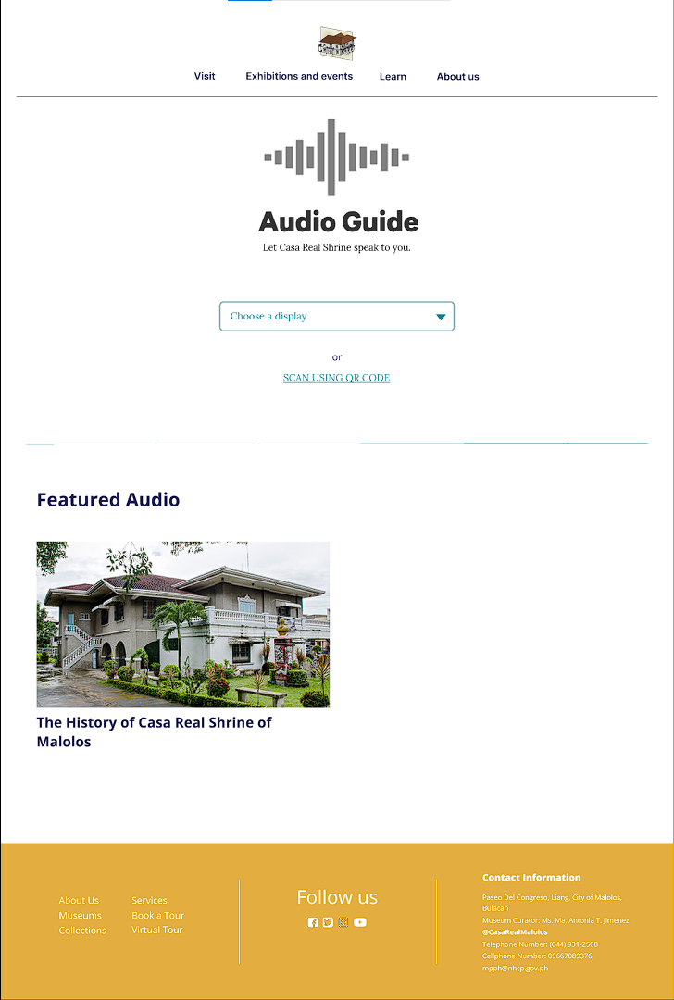 Visit Exhibitions and events Learn About us
Audio Guide
Let Casa Real Shrine speak to you.
Choose a display
or
SCAN USING QR CODE
Featured Audio
The History of Casa Real Shrine of
Malolos
About Us Services
Museums Book a Tour
Collections Virtual Tour
Follow us
Contact Information
Paseo Del Congreso, Liang, City of Malolos,
Bulacan
Museum Curator: Ms. Ma. Antonia T. Jimenez
@CasaRealMalolos
Telephone Number: (044) 931-2508
Cellphone Number: 09667089376
mpph@nhcp.gov.ph